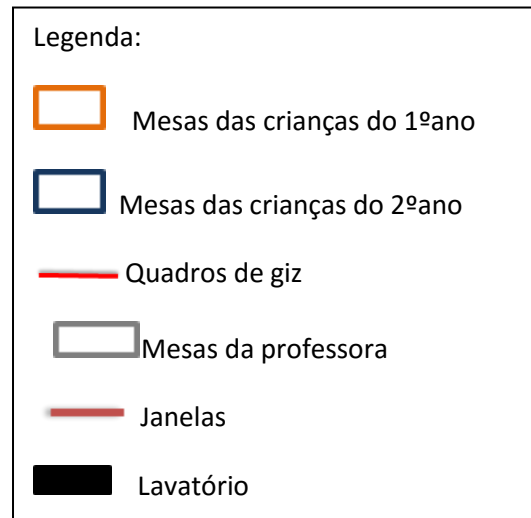 Legenda:
Mesas das crianças do 1ºano
Mesas das crianças do 2ºano
Quadros de giz
Mesas da professora
Janelas
Lavatório